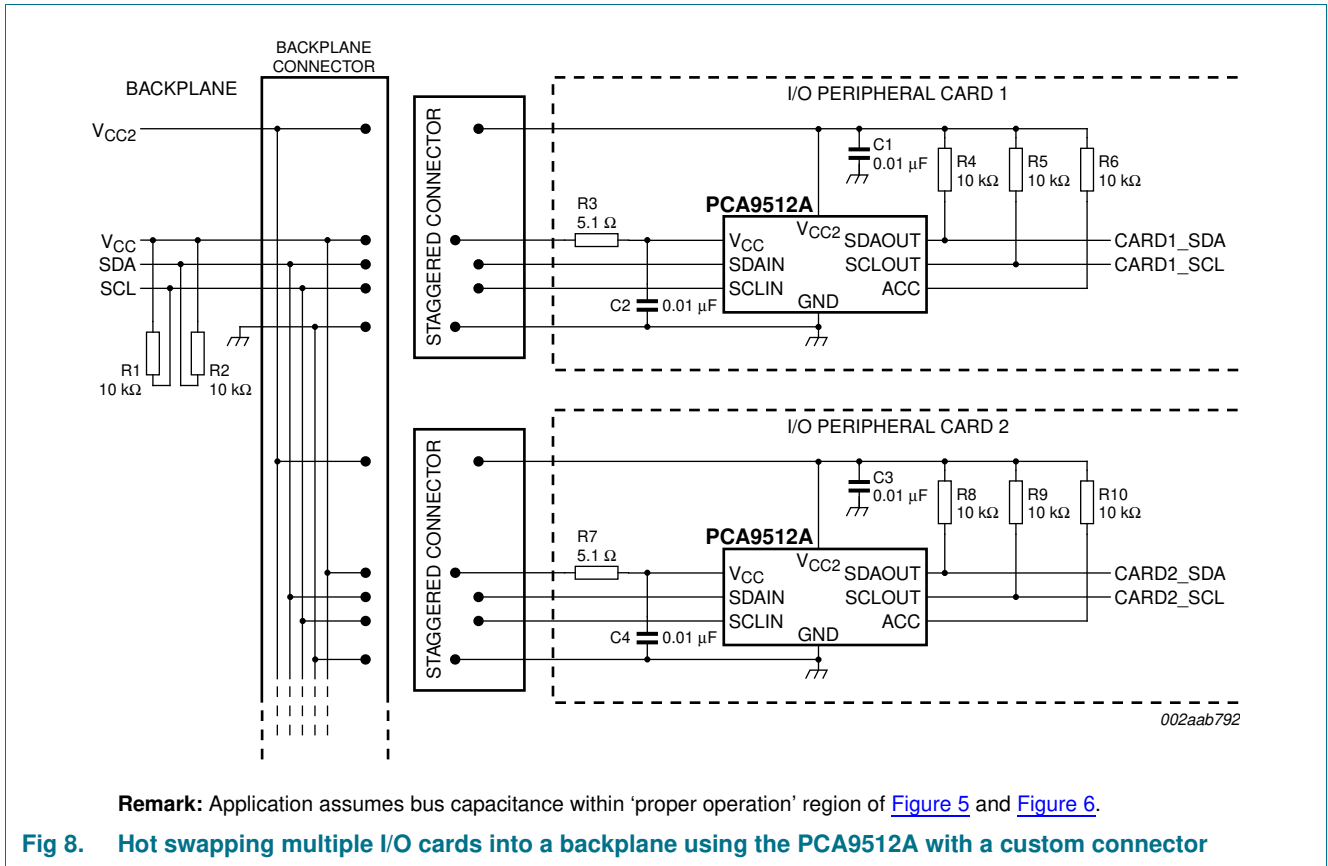 BACKPLANE
CONNECTOR
BACKPLANE
VCC2
VCC
SDA
SCL
R1
10 kΩ
R2
10 kΩ
STAGGERED CONNECTOR
I/O PERIPHERAL CARD 1
R3
5.1 Ω
C2 0.01 μF
C1
0.01 μF
R4
10 kΩ
R5
10 kΩ
R6
10 kΩ
PCA9512A
VCC
VCC2
SDAOUT
SDAIN
SCLOUT
SCLIN
ACC
GND
CARD1_SDA
CARD1_SCL
STAGGERED CONNECTOR
I/O PERIPHERAL CARD 2
R7
5.1 Ω
C4 0.01 μF
C3
0.01 μF
R8
10 kΩ
R9
10 kΩ
R10
10 kΩ
PCA9512A
VCC
VCC2
SDAOUT
SDAIN
SCLOUT
SCLIN
ACC
GND
CARD2_SDA
CARD2_SCL
002aab792
Remark: Application assumes bus capacitance within ‘proper operation’ region of Figure 5 and Figure 6.
Fig 8. Hot swapping multiple I/O cards into a backplane using the PCA9512A with a custom connector